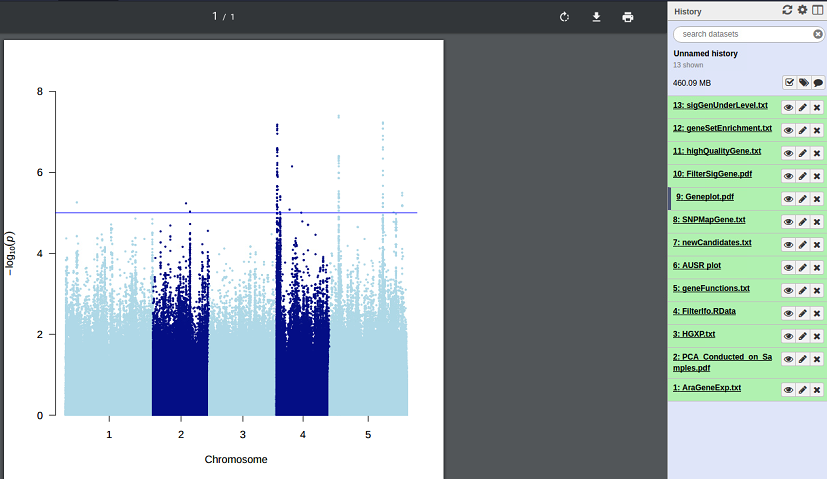 1 / 1
8
6
4
2
0
−log10(p)
1 2 3 4 5
Chromosome
History
search datasets
Unnamed history
13 shown
460.09 MB
13: sigGenUnderLevel.txt
12: geneSetEnrichment.txt
11: highQualityGene.txt
10: FilterSigGene.pdf
9: Geneplot.pdf
8: SNPMapGene.txt
7: newCandidates.txt
6: AUSR plot
5: geneFunctions.txt
4: FilterIfo.RData
3: HGXP.txt
2: PCA_Conducted_on_Sa
mples.pdf
1: AraGeneExp.txt